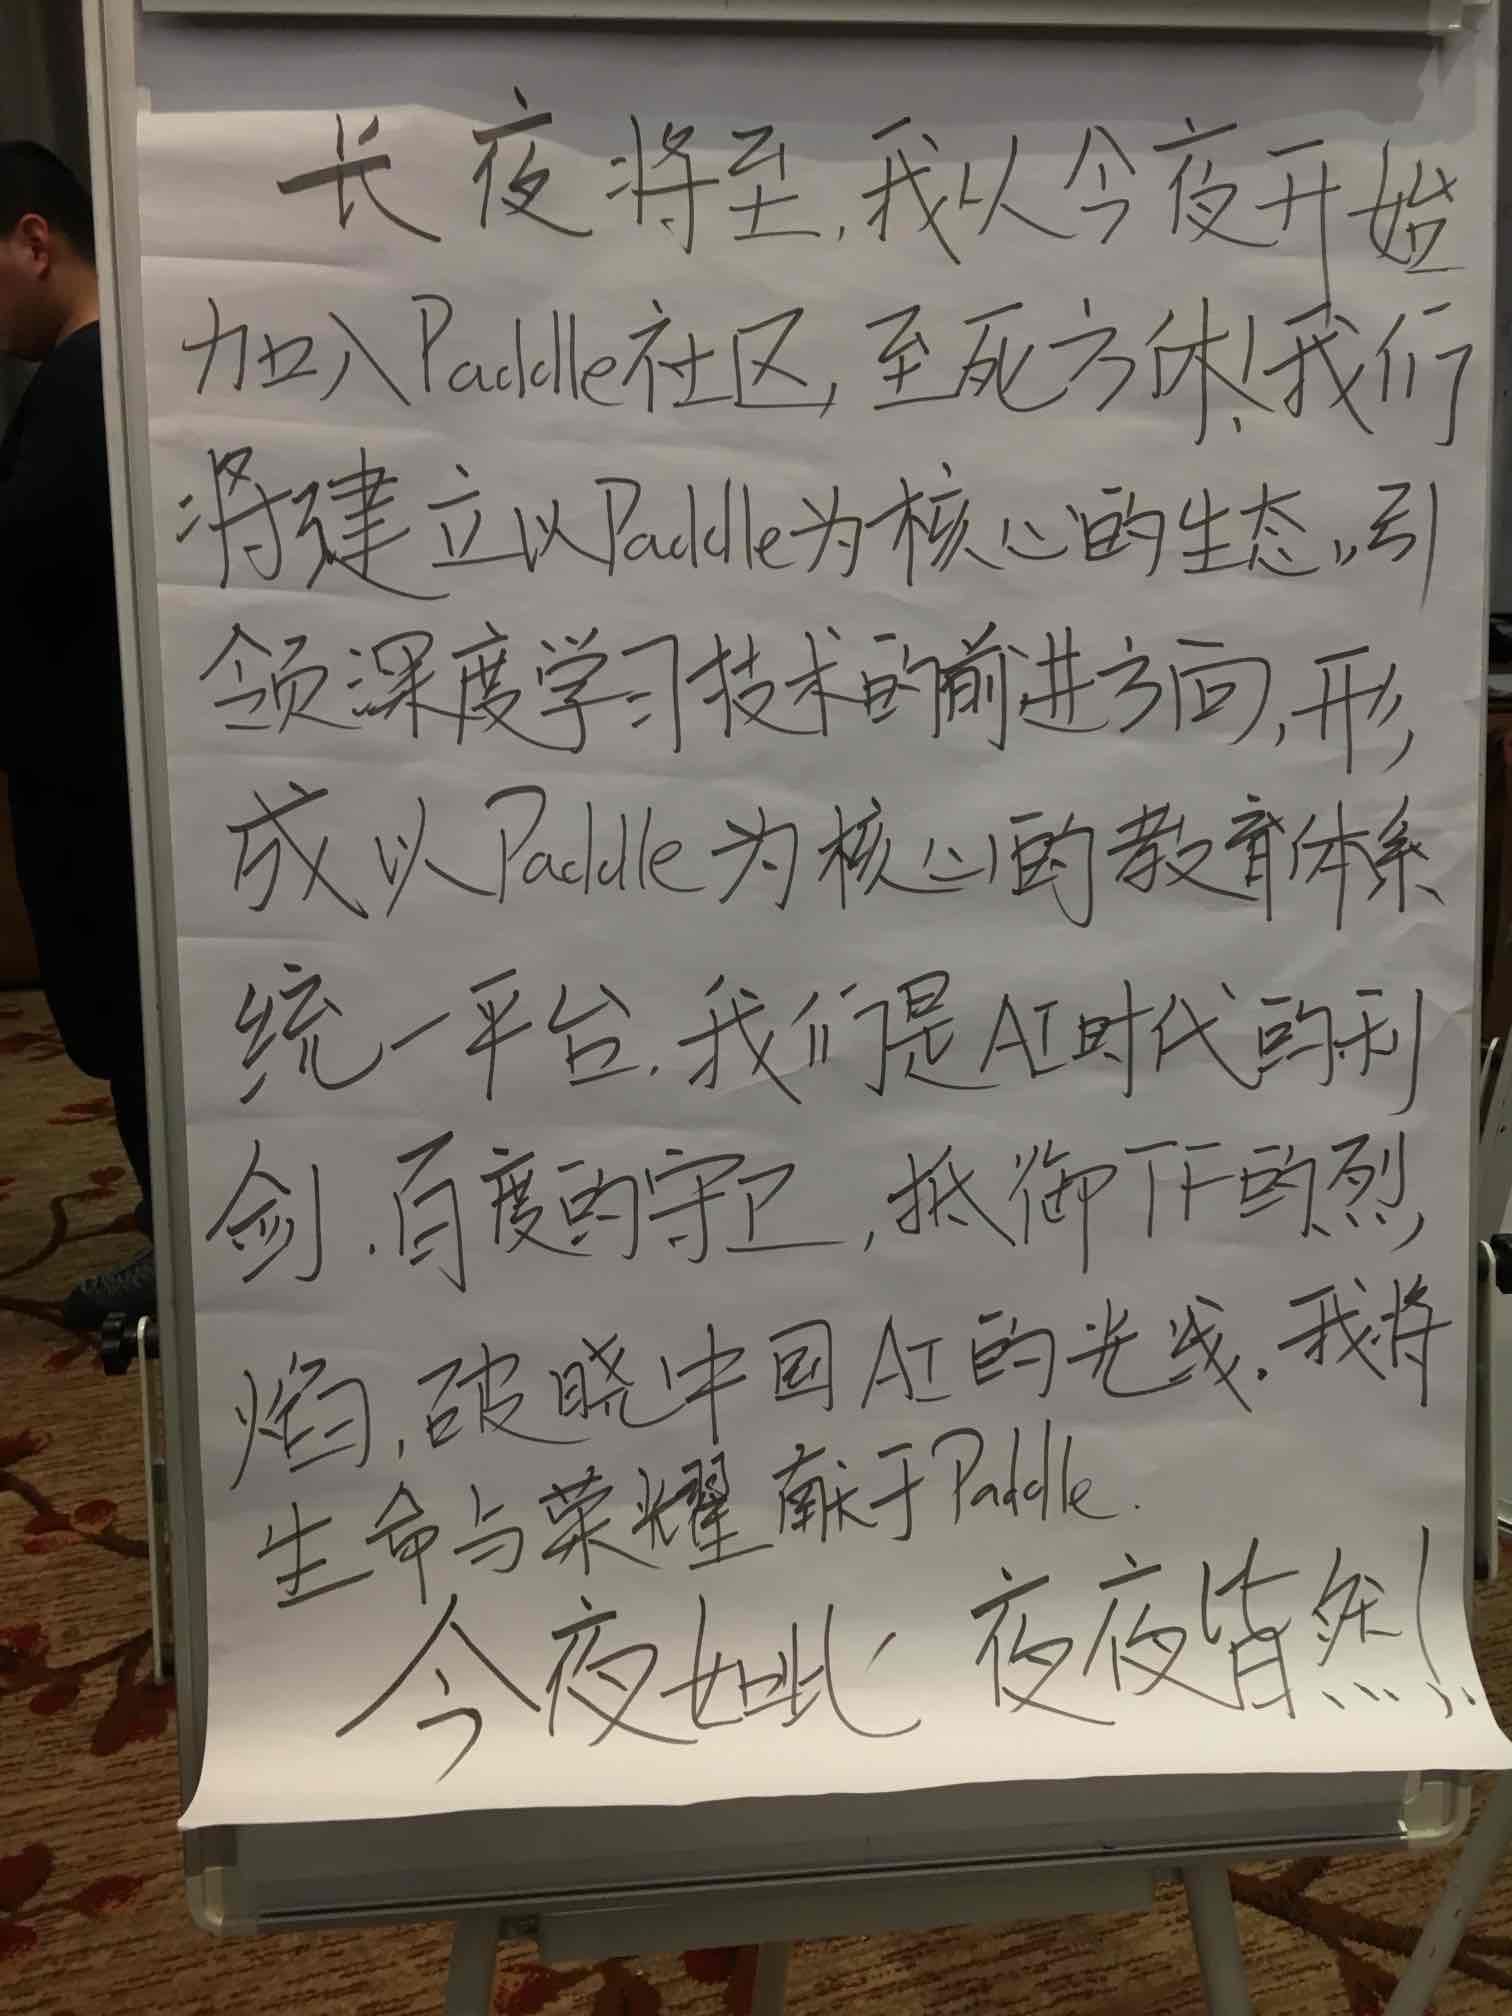 长夜将至,我从今夜开始
加入Paddle社区,至死方休!我们
将建立以Paddle为核心的生态,引
领深度学习技术的前进方向,形
成以Paddle为核心的教育体系
统一平台.我们是AI时代的利
剑.百度的守卫,抵御TF的烈
焰,破晓中国AI的光线.我将
生命与荣耀献于Paddle.
今夜如此、夜夜皆然!